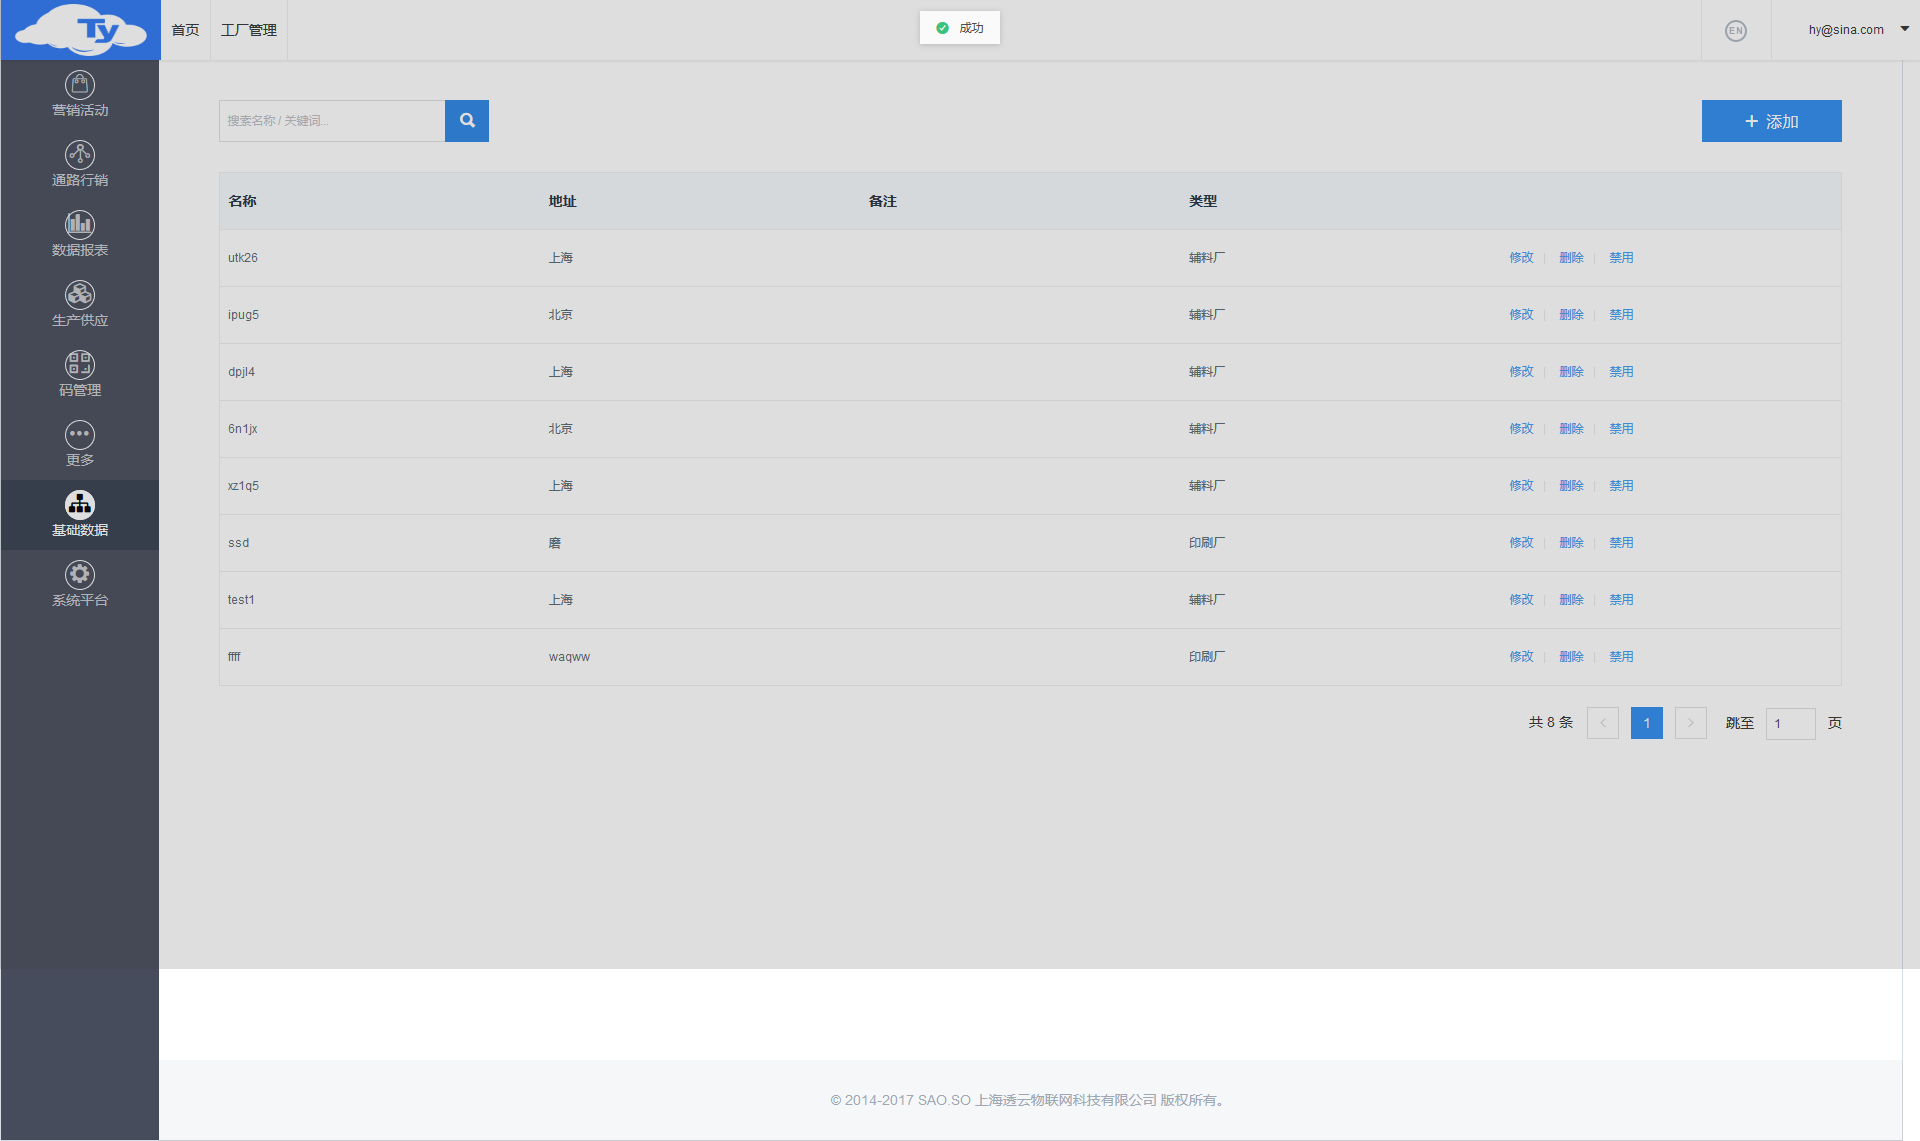 Ty
首页
工厂管理
成功
EN
hy@sina.com
营销活动
通路行销
数据报表
生产供应
码管理
更多
基础数据
系统平台
搜索名称 / 关键词...
添加
名称 地址 备注 类型
utk26 上海 辅料厂 修改 删除 禁用
ipug5 北京 辅料厂 修改 删除 禁用
dpjl4 上海 辅料厂 修改 删除 禁用
6n1jx 北京 辅料厂 修改 删除 禁用
xz1q5 上海 辅料厂 修改 删除 禁用
ssd 磨 印刷厂 修改 删除 禁用
test1 上海 辅料厂 修改 删除 禁用
ffff waqww 印刷厂 修改 删除 禁用
共 8 条 < 1 > 跳至 1 页
© 2014-2017 SAO.SO 上海透云物联网科技有限公司 版权所有。